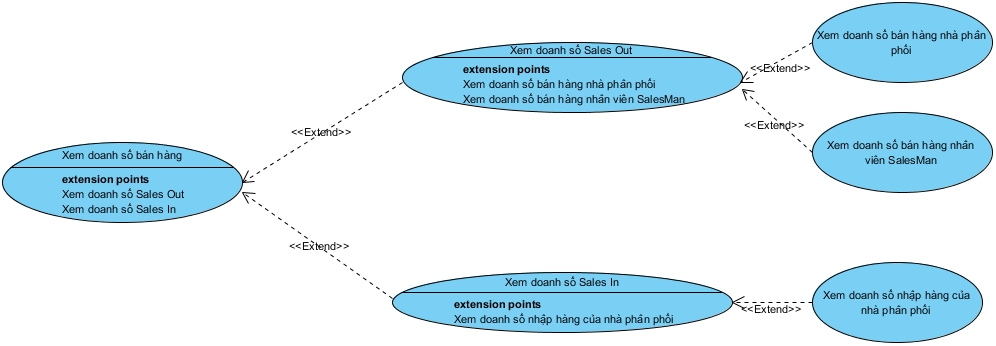 Xem doanh số bán hàng
extension points
Xem doanh số Sales Out
Xem doanh số Sales In
<<Extend>>
<<Extend>>
Xem doanh số Sales Out
extension points
Xem doanh số bán hàng nhà phân phối
Xem doanh số bán hàng nhân viên SalesMan
<<Extend>>
<<Extend>>
Xem doanh số bán hàng nhà phân
phối
Xem doanh số bán hàng nhân
viên SalesMan
Xem doanh số Sales In
extension points
Xem doanh số nhập hàng của nhà phân phối
<<Extend>>
Xem doanh số nhập hàng của
nhà phân phối